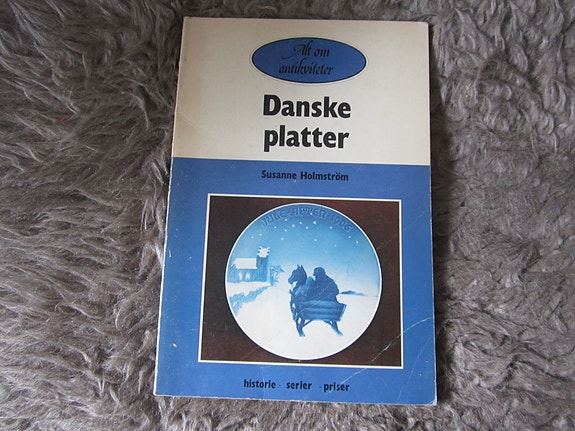 Alt om
antikviteter
Danske
platter
Susanne Holmström
historie · serier · priser